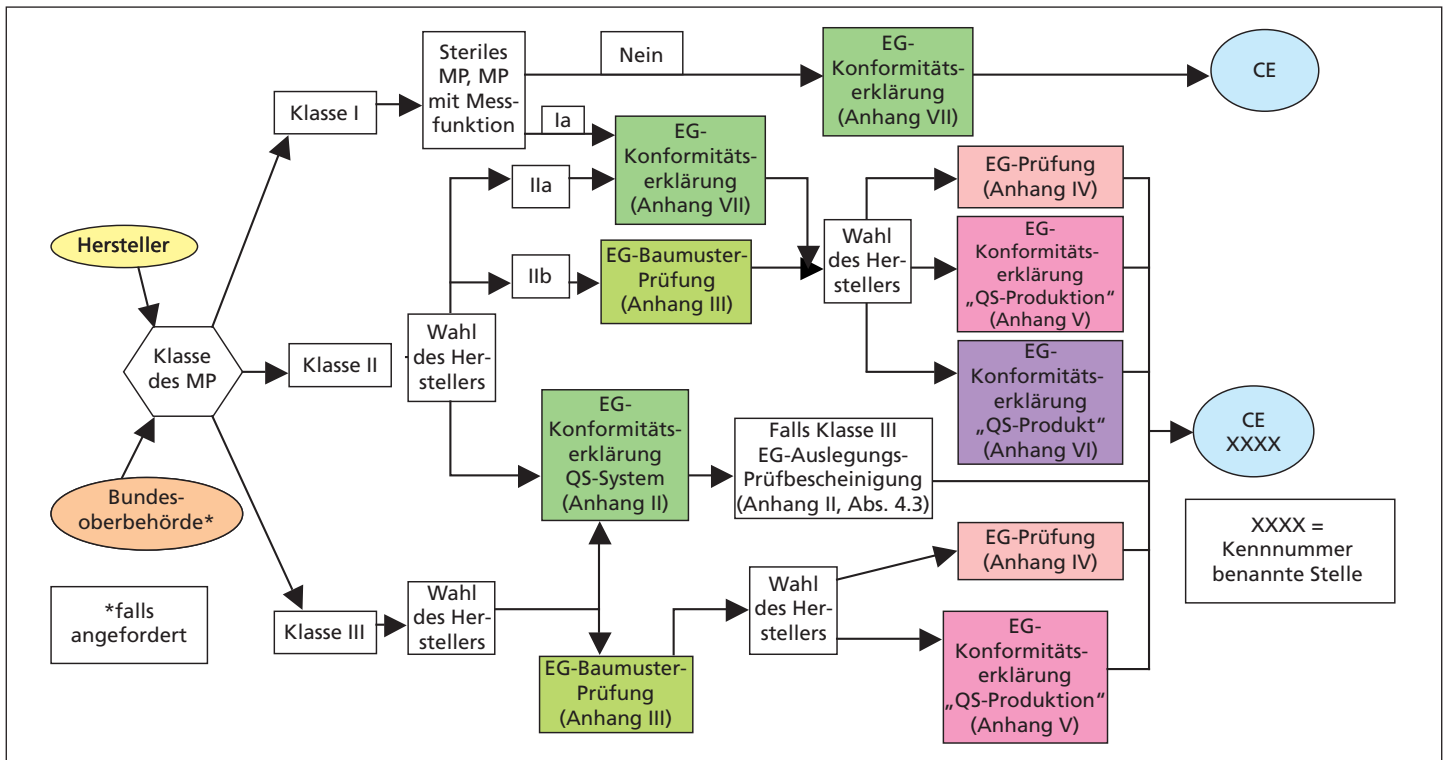 Steriles
MP, MP
mit Mess-
funktion
Nein
EG-
Konformitäts-
erklärung
(Anhang VII)
CE
Klasse I
Ia
EG-
Konformitäts-
erklärung
(Anhang VII)
IIa
EG-Prüfung
(Anhang IV)
Hersteller
Wahl
des Her-
stellers
EG-
Konformitäts-
erklärung
„QS-Produktion“
(Anhang V)
IIb
EG-Baumuster-
Prüfung
(Anhang III)
Klasse
des MP
Klasse II
Wahl
des Her-
stellers
EG-
Konformitäts-
erklärung
„QS-Produkt“
(Anhang VI)
EG-
Konformitäts-
erklärung
QS-System
(Anhang II)
Falls Klasse III
EG-Auslegungs-
Prüfbescheinigung
(Anhang II, Abs. 4.3)
CE
XXXX
Bundes-
oberbehörde*
EG-Prüfung
(Anhang IV)
XXXX =
Kennnummer
benannte Stelle
*falls
angefordert
Klasse III
Wahl
des Her-
stellers
Wahl
des Her-
stellers
EG-Baumuster-
Prüfung
(Anhang III)
EG-
Konformitäts-
erklärung
„QS-Produktion“
(Anhang V)